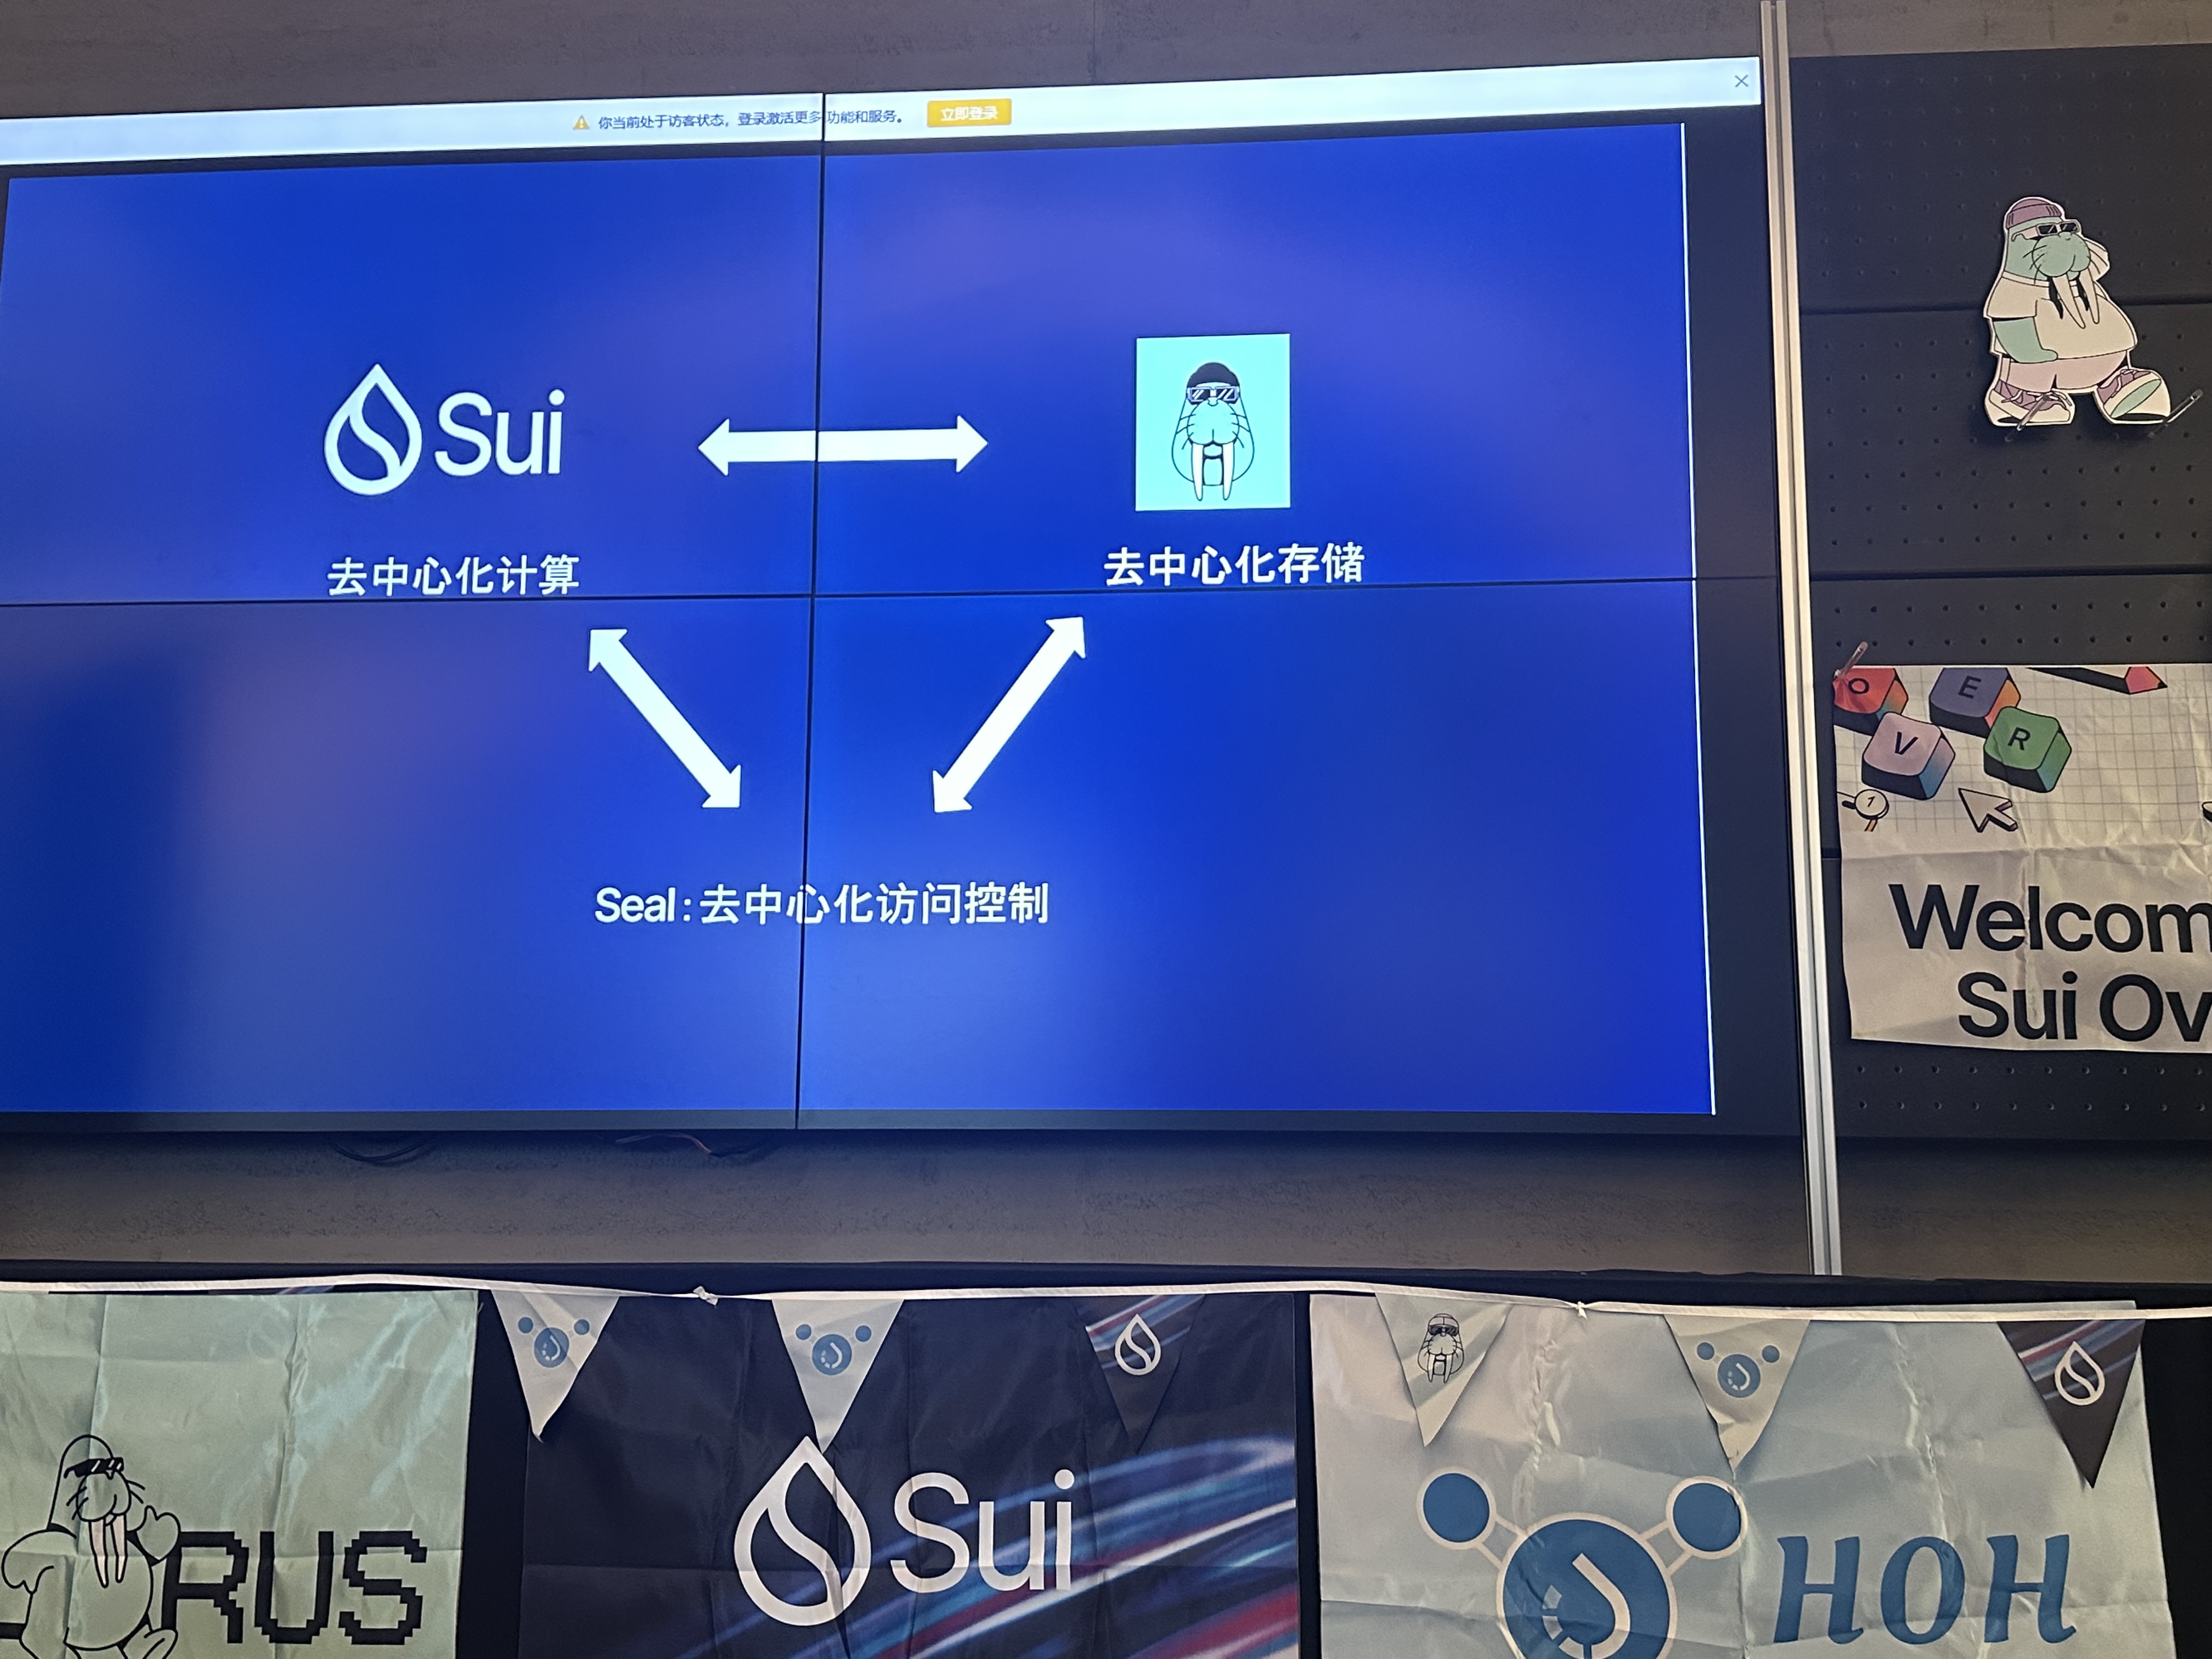 你当前处于访客状态，登录激活更多功能和服务。 立即登录
Sui
去中心化计算
去中心化存储
Seal:去中心化访问控制
O
E
V
R
1
Welcom
Sui Ov
RUS
Sui
HOH